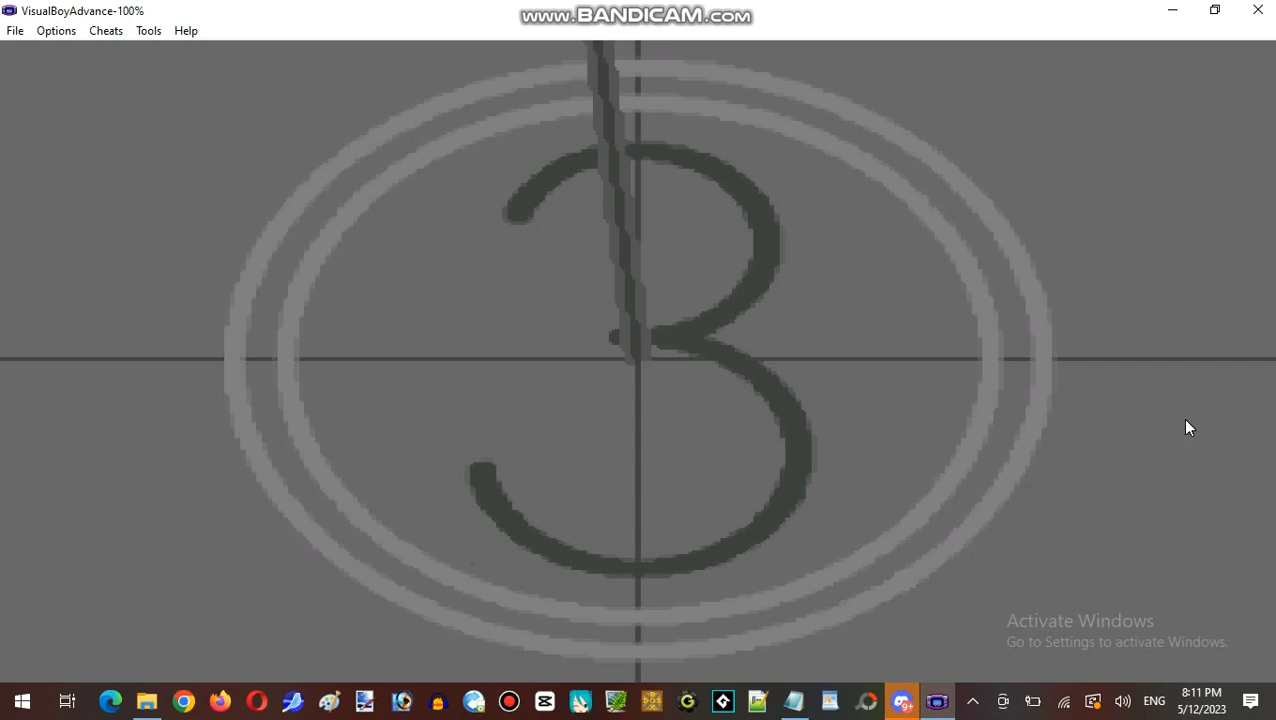 VisualBoyAdvance-100%
www.BANDICAM.com
File Options Cheats Tools Help
3
Activate Windows
Go to Settings to activate Windows.
9+
ENG
8:11 PM
5/12/2023